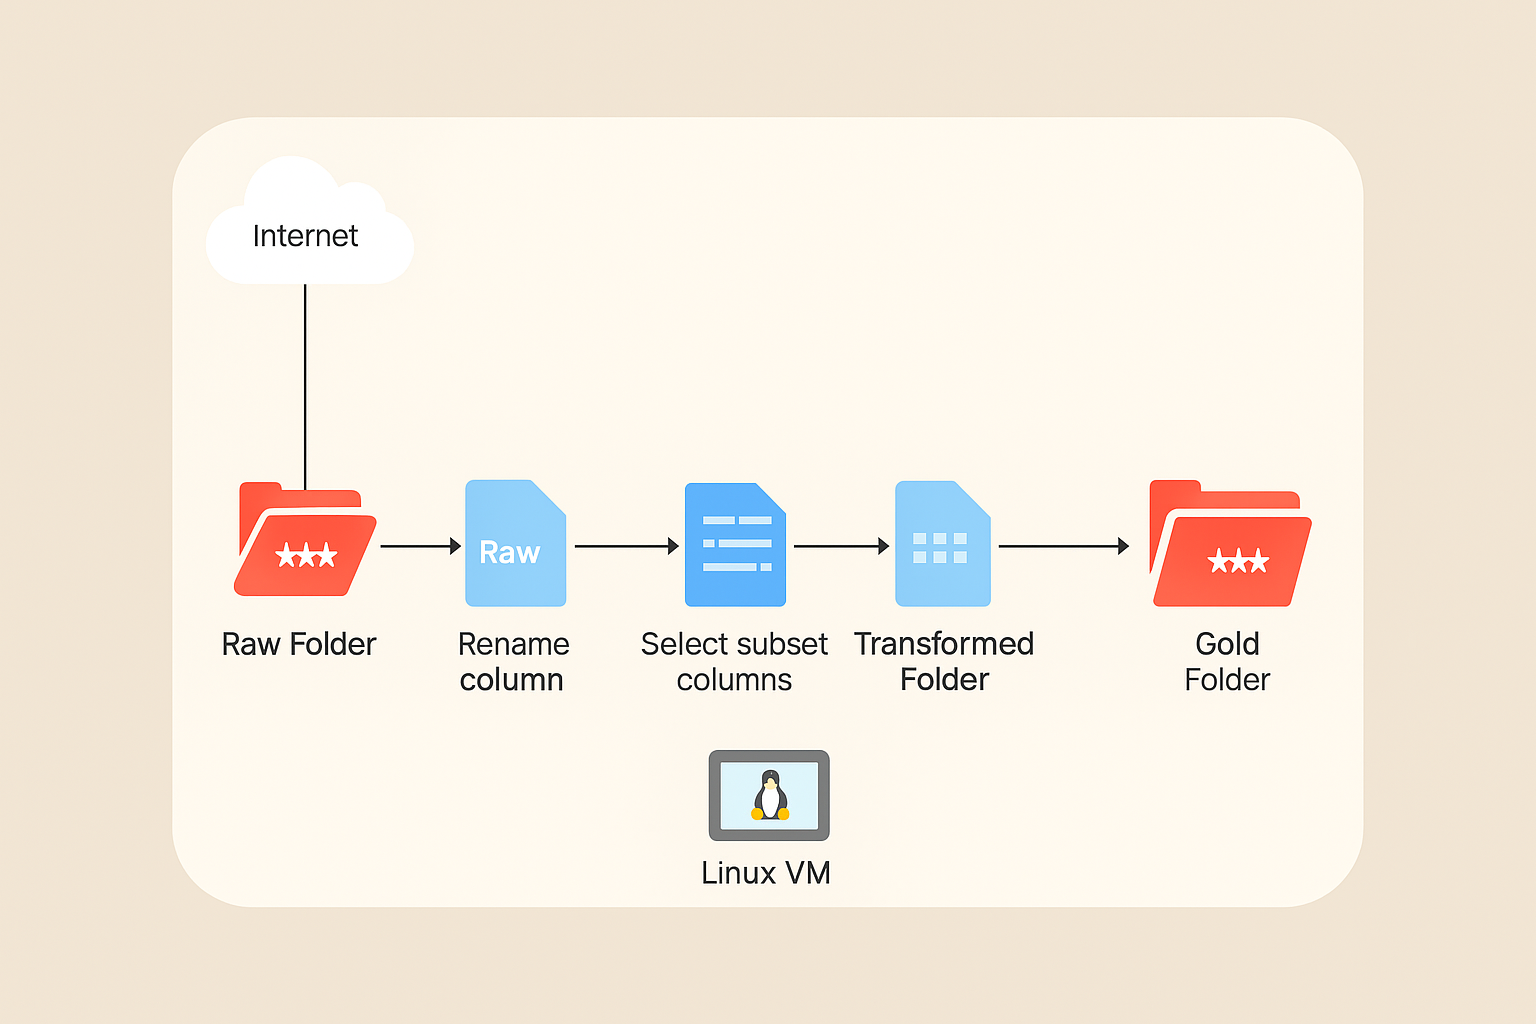 Internet
Raw
Raw Folder
Rename
column
Select subset
columns
Transformed
Folder
Gold
Folder
Linux VM